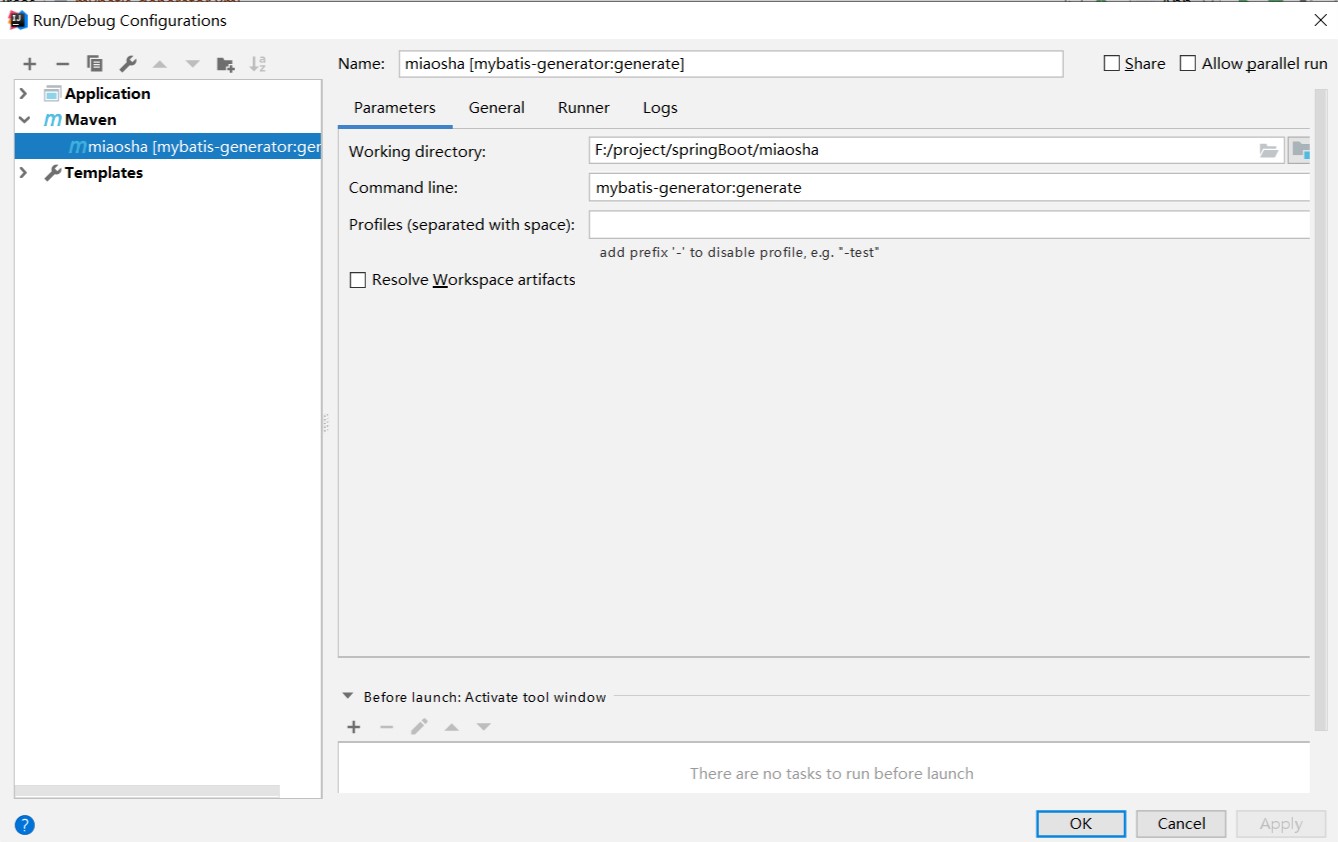 Run/Debug Configurations
Name:
miaosha [mybatis-generator:generate]
Share
Allow parallel run
Application
Maven
miaosha [mybatis-generator:ger
Templates
Parameters
General
Runner
Logs
Working directory:
F:/project/springBoot/miaosha
Command line:
mybatis-generator:generate
Profiles (separated with space):
add prefix '-' to disable profile, e.g. "-test"
Resolve Workspace artifacts
Before launch: Activate tool window
There are no tasks to run before launch
?
OK
Cancel
Apply